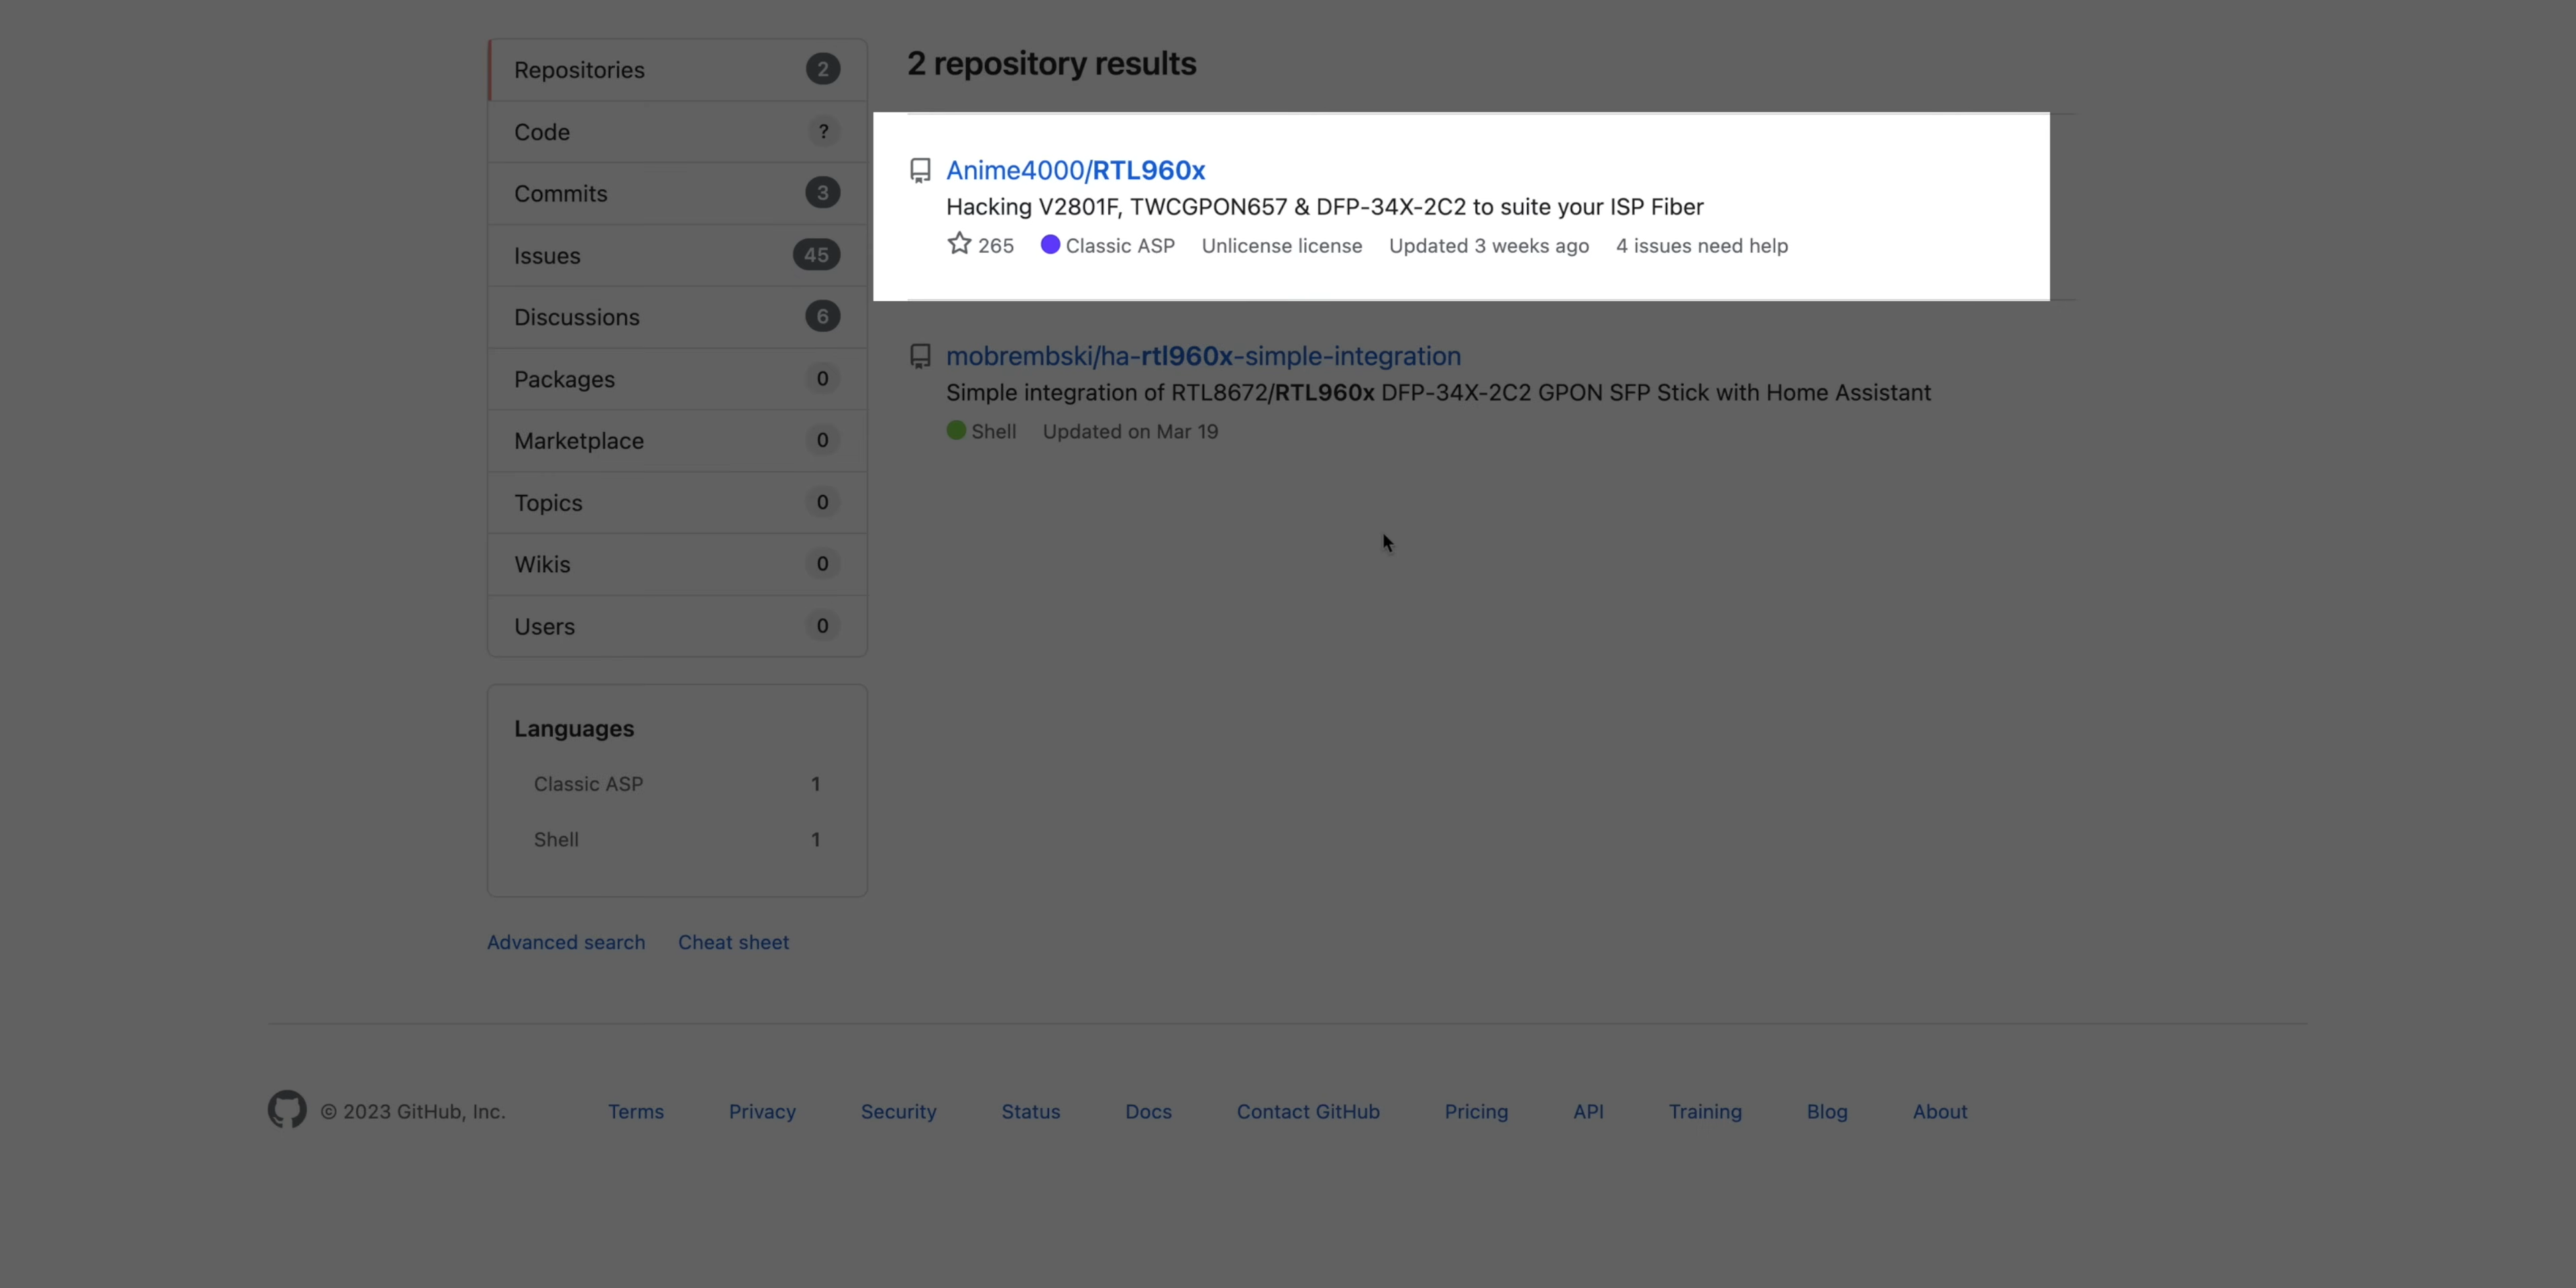 Repositories 2
Code ?
Commits 3
Issues 45
Discussions 6
Packages 0
Marketplace 0
Topics 0
Wikis 0
Users 0
Languages
Classic ASP 1
Shell 1
Advanced search Cheat sheet
2 repository results
Anime4000/RTL960x
Hacking V2801F, TWCGPON657 & DFP-34X-2C2 to suite your ISP Fiber
265 Classic ASP Unlicense license Updated 3 weeks ago 4 issues need help
mobrembski/ha-rtl960x-simple-integration
Simple integration of RTL8672/RTL960x DFP-34X-2C2 GPON SFP Stick with Home Assistant
Shell Updated on Mar 19
© 2023 GitHub, Inc. Terms Privacy Security Status Docs Contact GitHub Pricing API Training Blog About